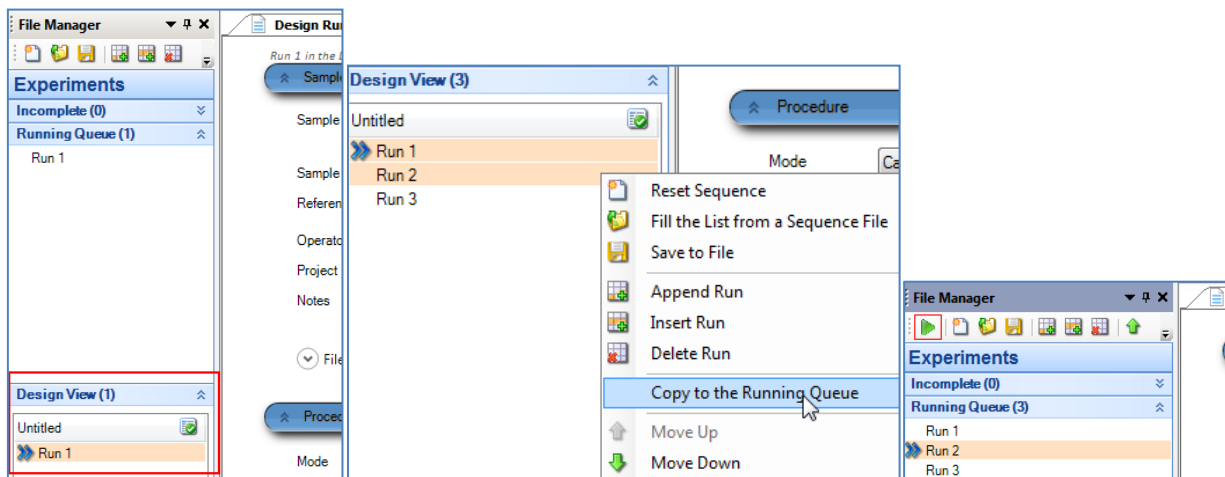 File Manager
Experiments
Incomplete (0)
Running Queue (1)
Run 1
Design View (1)
Untitled
Run 1
Design Ru
Run 1 in the
Sampl
Sample
Sample
Referen
Operato
Project
Notes
File
Proced
Mode
Design View (3)
Untitled
Run 1
Run 2
Run 3
Procedure
Mode
Ca
Reset Sequence
Fill the List from a Sequence File
Save to File
Append Run
Insert Run
Delete Run
Copy to the Running Queue
Move Up
Move Down
File Manager
Experiments
Incomplete (0)
Running Queue (3)
Run 1
Run 2
Run 3